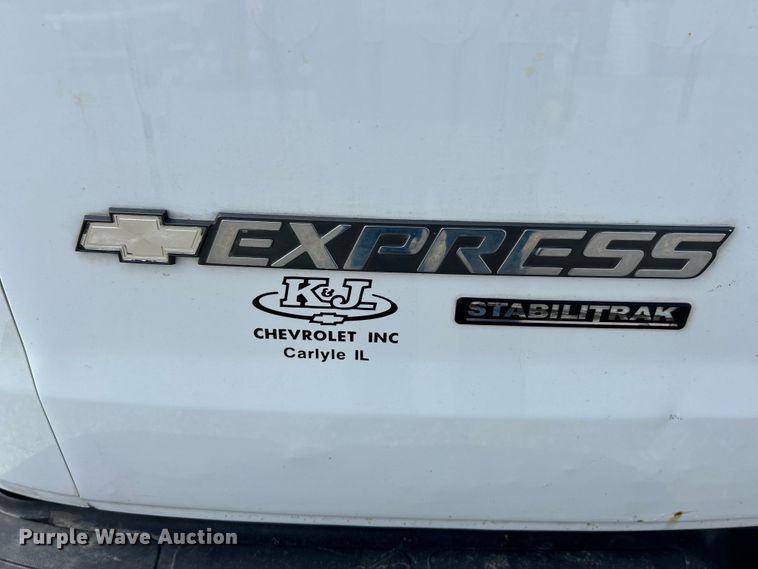 EXPRESS
STABILITRAK
K&J
CHEVROLET INC
Carlyle IL
Purple Wave Auction